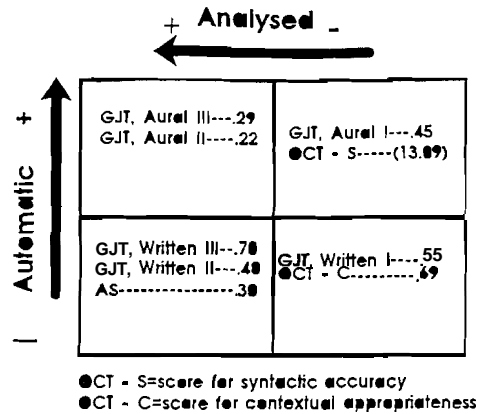 + Analysed -
Automatic + -
GJT, Aural III---.29
GJT, Aural II----.22
GJT, Aural I---.45
OCT - S-----(13.09)
GJT, Written III--.70
GJT, Written II---.40
AS----------------.30
GJT, Written I----.55
OCT - C---------.69
OCT - S=score for syntactic accuracy
OCT - C=score for contextual appropriateness